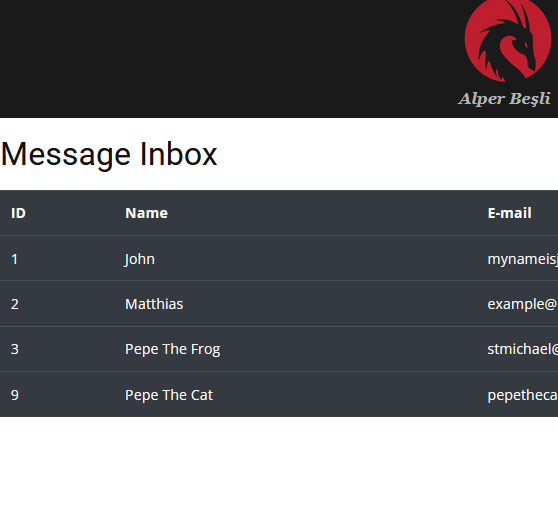 Alper Beşli
Message Inbox
ID Name E-mail
1 John mynameisj
2 Matthias example@
3 Pepe The Frog stmichael@
9 Pepe The Cat pepetheca